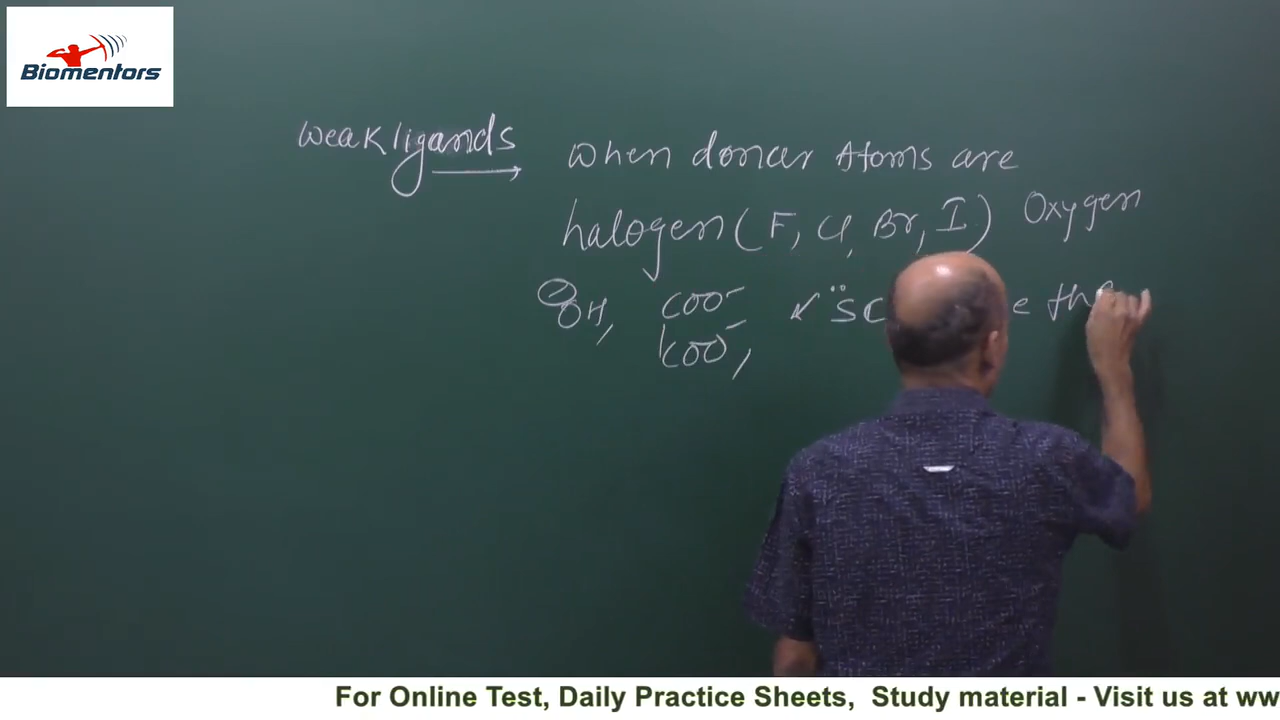 Biomentors
Weak ligands → When donar Atoms are
halogen (F, Cl, Br, I) Oxygen
⊖OH, COO⁻ ↙ S̈C
COO⁻,
For Online Test, Daily Practice Sheets, Study material - Visit us at ww